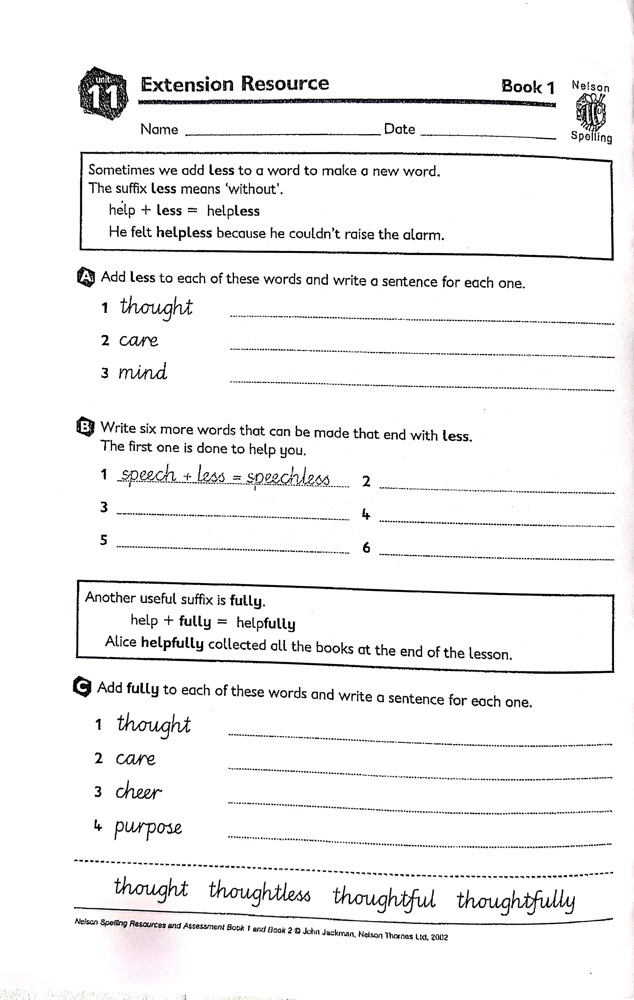 unit
11
Extension Resource
Book 1
Nelson
Spelling
Name Date
Sometimes we add less to a word to make a new word.
The suffix less means ‘without’.
help + less = helpless
He felt helpless because he couldn’t raise the alarm.
A Add less to each of these words and write a sentence for each one.
1 thought
2 care
3 mind
B Write six more words that can be made that end with less.
The first one is done to help you.
1 speech + less = speechless 2
3 4
5 6
Another useful suffix is fully.
help + fully = helpfully
Alice helpfully collected all the books at the end of the lesson.
C Add fully to each of these words and write a sentence for each one.
1 thought
2 care
3 cheer
4 purpose
thought thoughtless thoughtful thoughtfully
Nelson Spelling Resources and Assessment Book 1 and Book 2 © John Jackman, Nelson Thornes Ltd, 2002